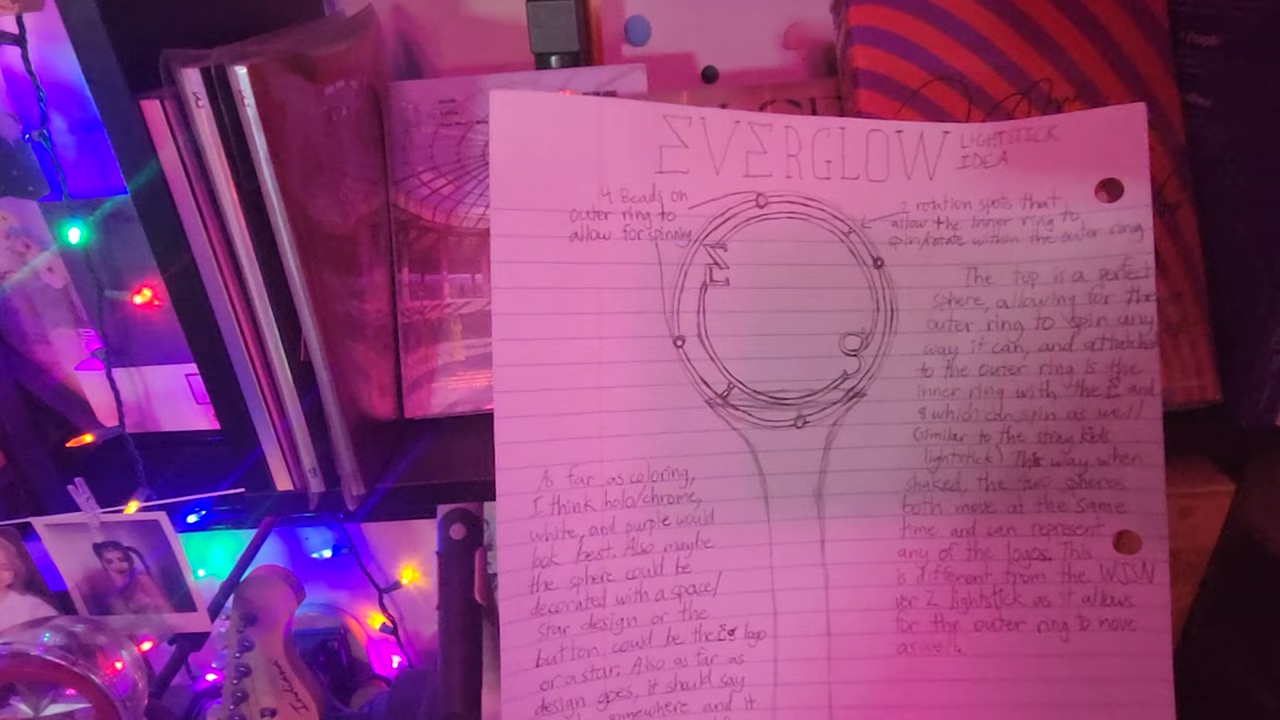 EVERGLOW LIGHTSTICK
IDEA
4 Beads on
outer ring to
allow for spinning
2 rotation spots that
allow the inner ring to
spin/rotate within the outer ring
The top is a perfect
sphere, allowing for the
outer ring to spin any
way it can, and attatched
to the outer ring is the
inner ring with the E and
8 which can spin as well
(similar to the stray kids
lightstick) This way when
shaked, the two spheres
both move at the same
time and can represent
any of the logos. This
is different from the WJSN
ver 2 lightstick as it allows
for the outer ring to move
as well
As far as coloring,
I think holo/chrome,
white, and purple would
look best. Also maybe
the sphere could be
decorated with a space/
star design or the
button could be the logo
or a star. Also as far as
design goes, it should say
somewhere and it